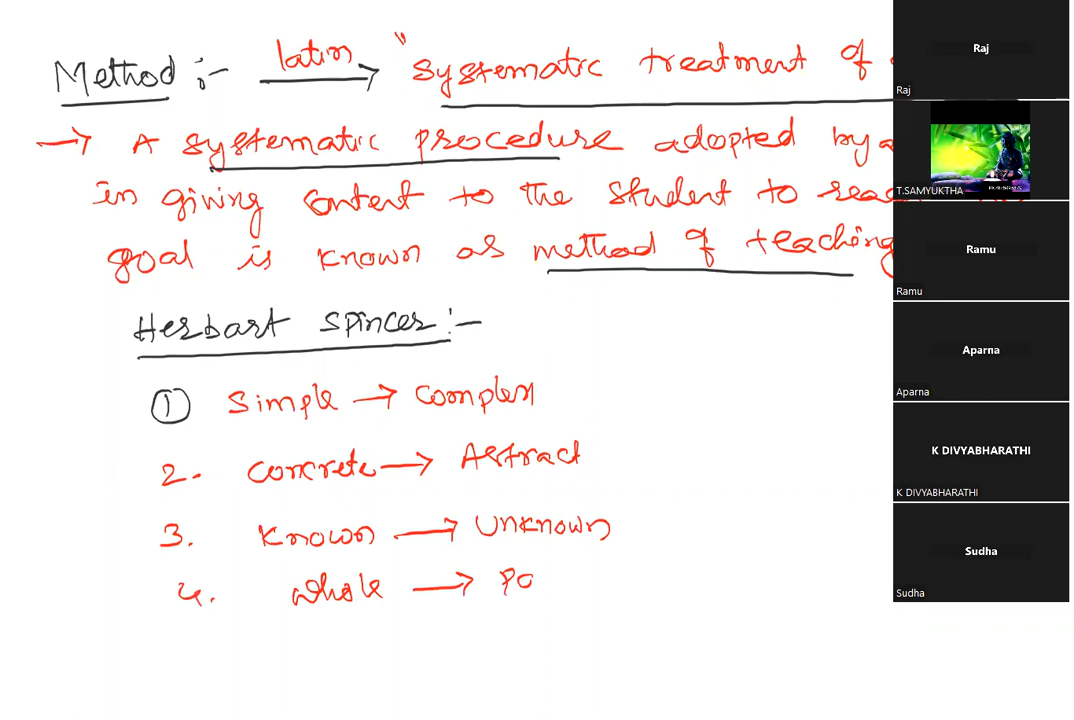 Method :- latin → "systematic treatment of
→ A systematic procedure adopted by a
in giving content to the student to reac
goal is known as method of teaching
Herbart Spincer :-
① Simple → Complex
2. Concrete → Abstract
3. Known → Unknown
4. Whole → Pa
Raj
Raj
T.SAMYUKTHA
Ramu
Ramu
Aparna
Aparna
K DIVYABHARATHI
K DIVYABHARATHI
Sudha
Sudha